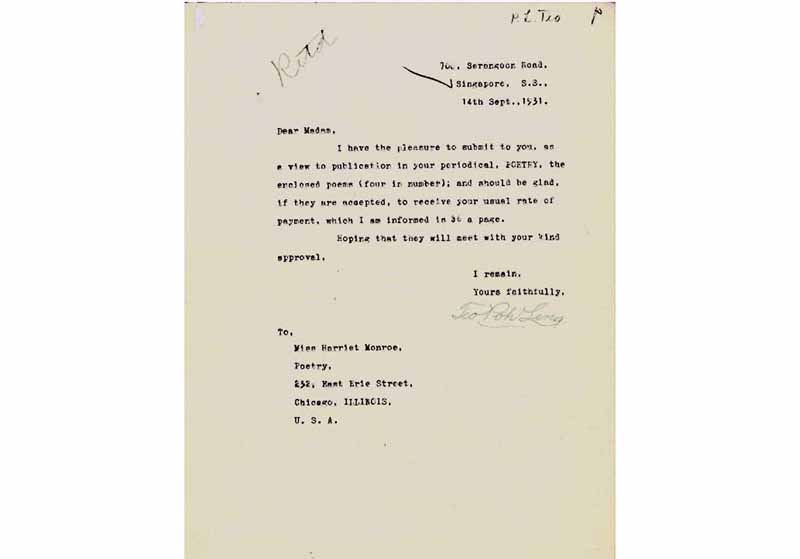 P. L. Teo
Retd
Serangoon Road,
Singapore, S.S.,
14th Sept., 1931.
Dear Madam,
I have the pleasure to submit to you, as
a view to publication in your periodical, POETRY, the
enclosed poems (four in number); and should be glad,
if they are accepted, to receive your usual rate of
payment, which I am informed is a page.
Hoping that they will meet with your kind
approval,
I remain,
Yours faithfully,
Teo Poh Leng
To,
Miss Harriet Monroe,
Poetry,
232, East Erie Street,
Chicago, ILLINOIS,
U. S. A.